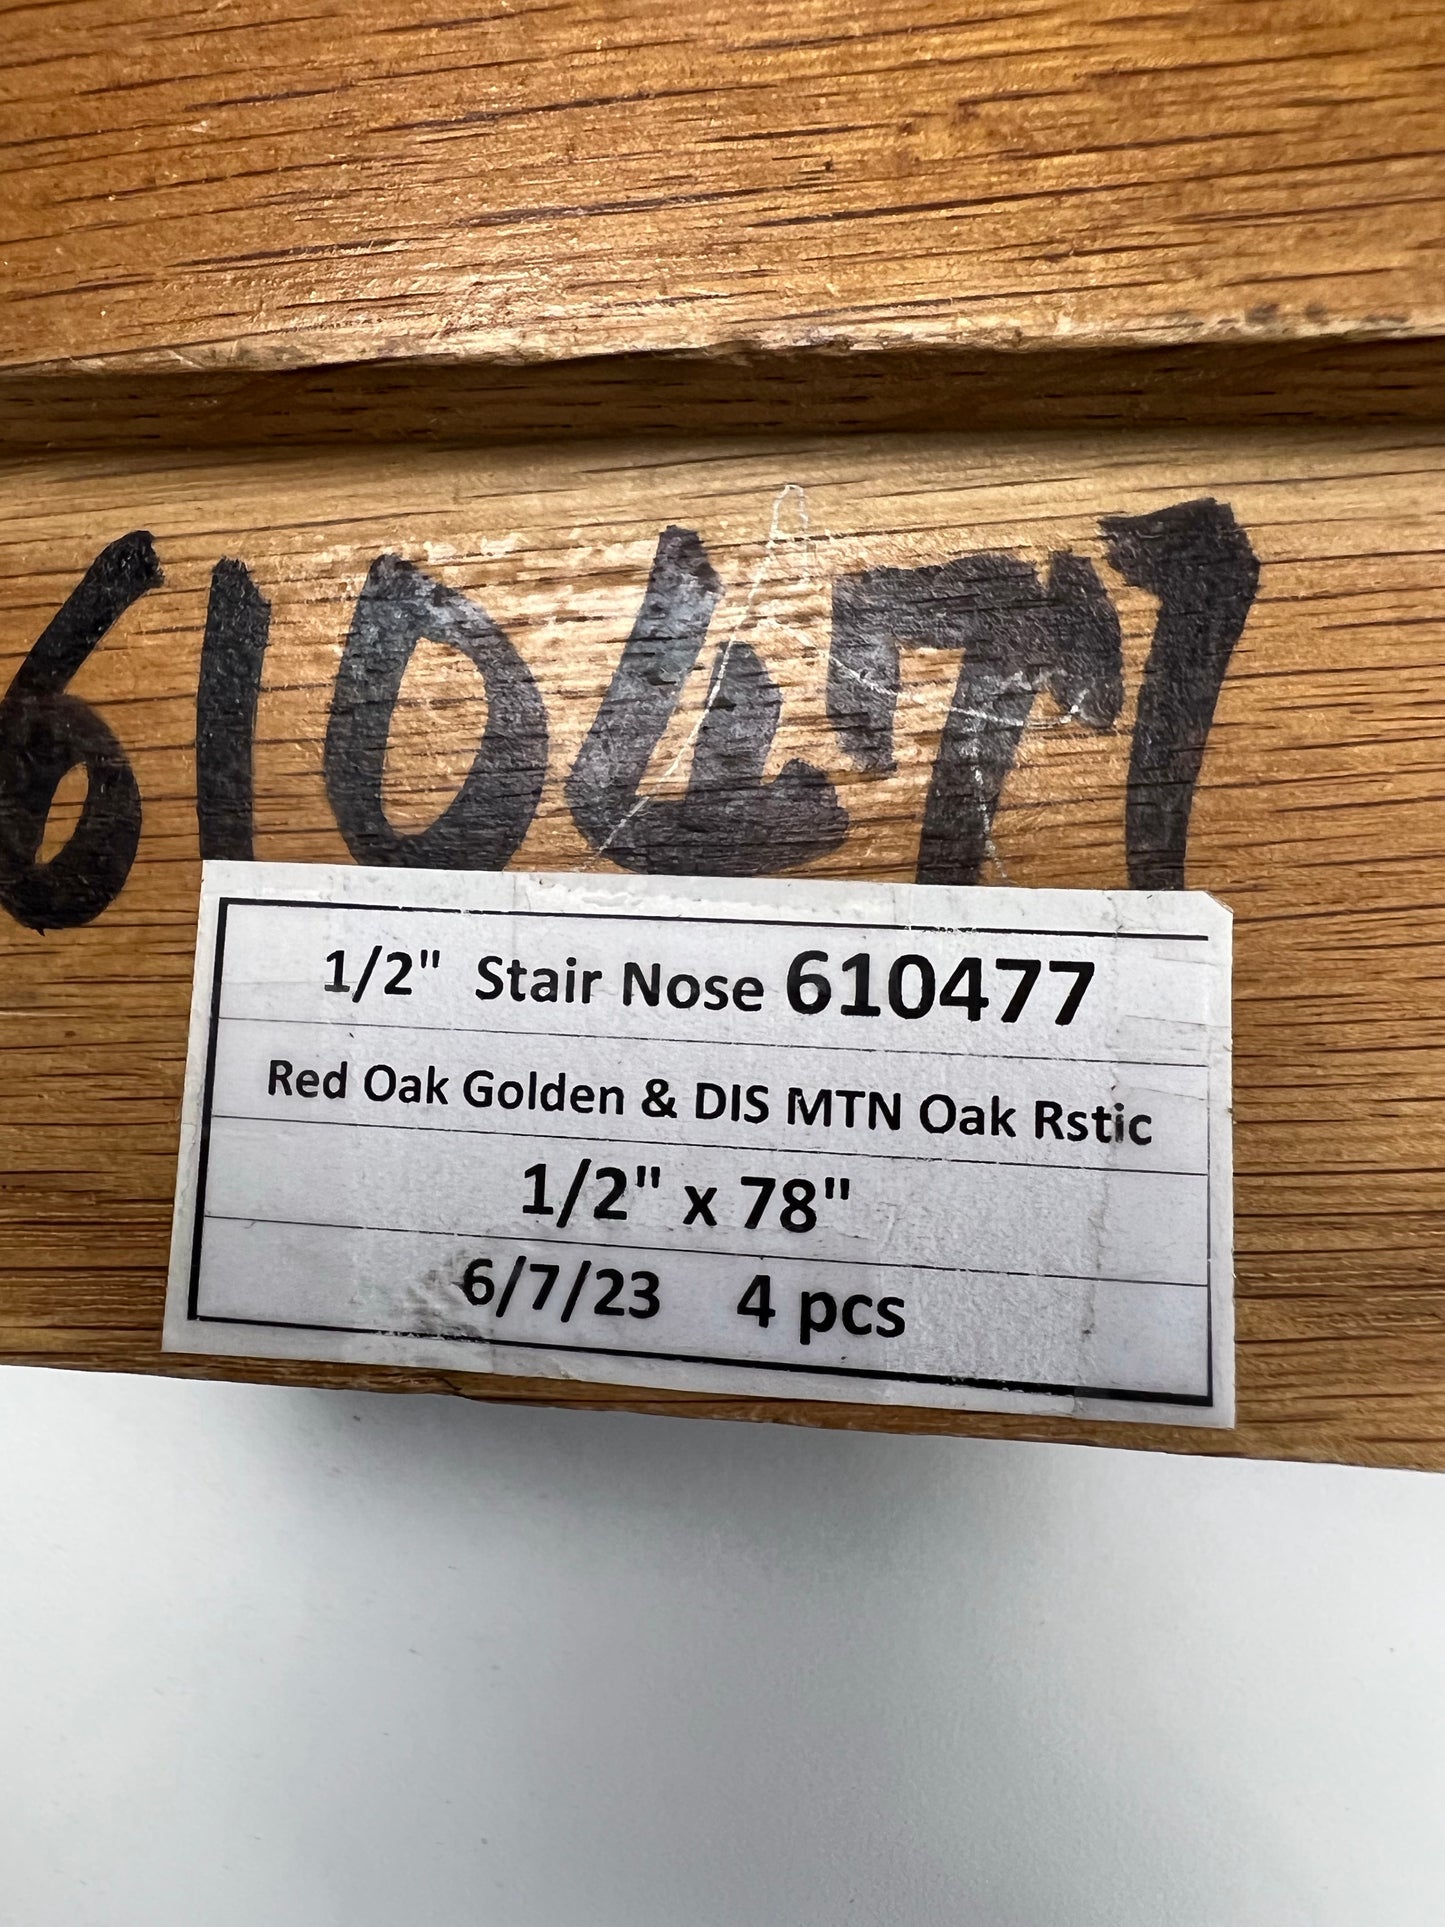 610477
1/2" Stair Nose 610477
Red Oak Golden & DIS MTN Oak Rstic
1/2" x 78"
6/7/23 4 pcs